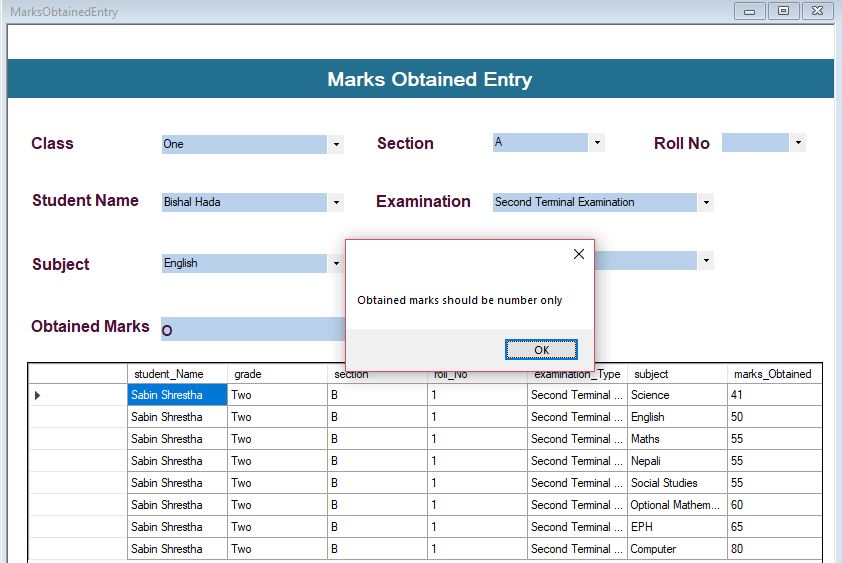 MarksObtainedEntry
Marks Obtained Entry
Class One Section A Roll No
Student Name Bishal Hada Examination Second Terminal Examination
Subject English
Obtained marks should be number only
Obtained Marks O
OK
student_Name grade section roll_No examination_Type subject marks_Obtained
Sabin Shrestha Two B 1 Second Terminal ... Science 41
Sabin Shrestha Two B 1 Second Terminal ... English 50
Sabin Shrestha Two B 1 Second Terminal ... Maths 55
Sabin Shrestha Two B 1 Second Terminal ... Nepali 55
Sabin Shrestha Two B 1 Second Terminal ... Social Studies 55
Sabin Shrestha Two B 1 Second Terminal ... Optional Mathem... 60
Sabin Shrestha Two B 1 Second Terminal ... EPH 65
Sabin Shrestha Two B 1 Second Terminal ... Computer 80